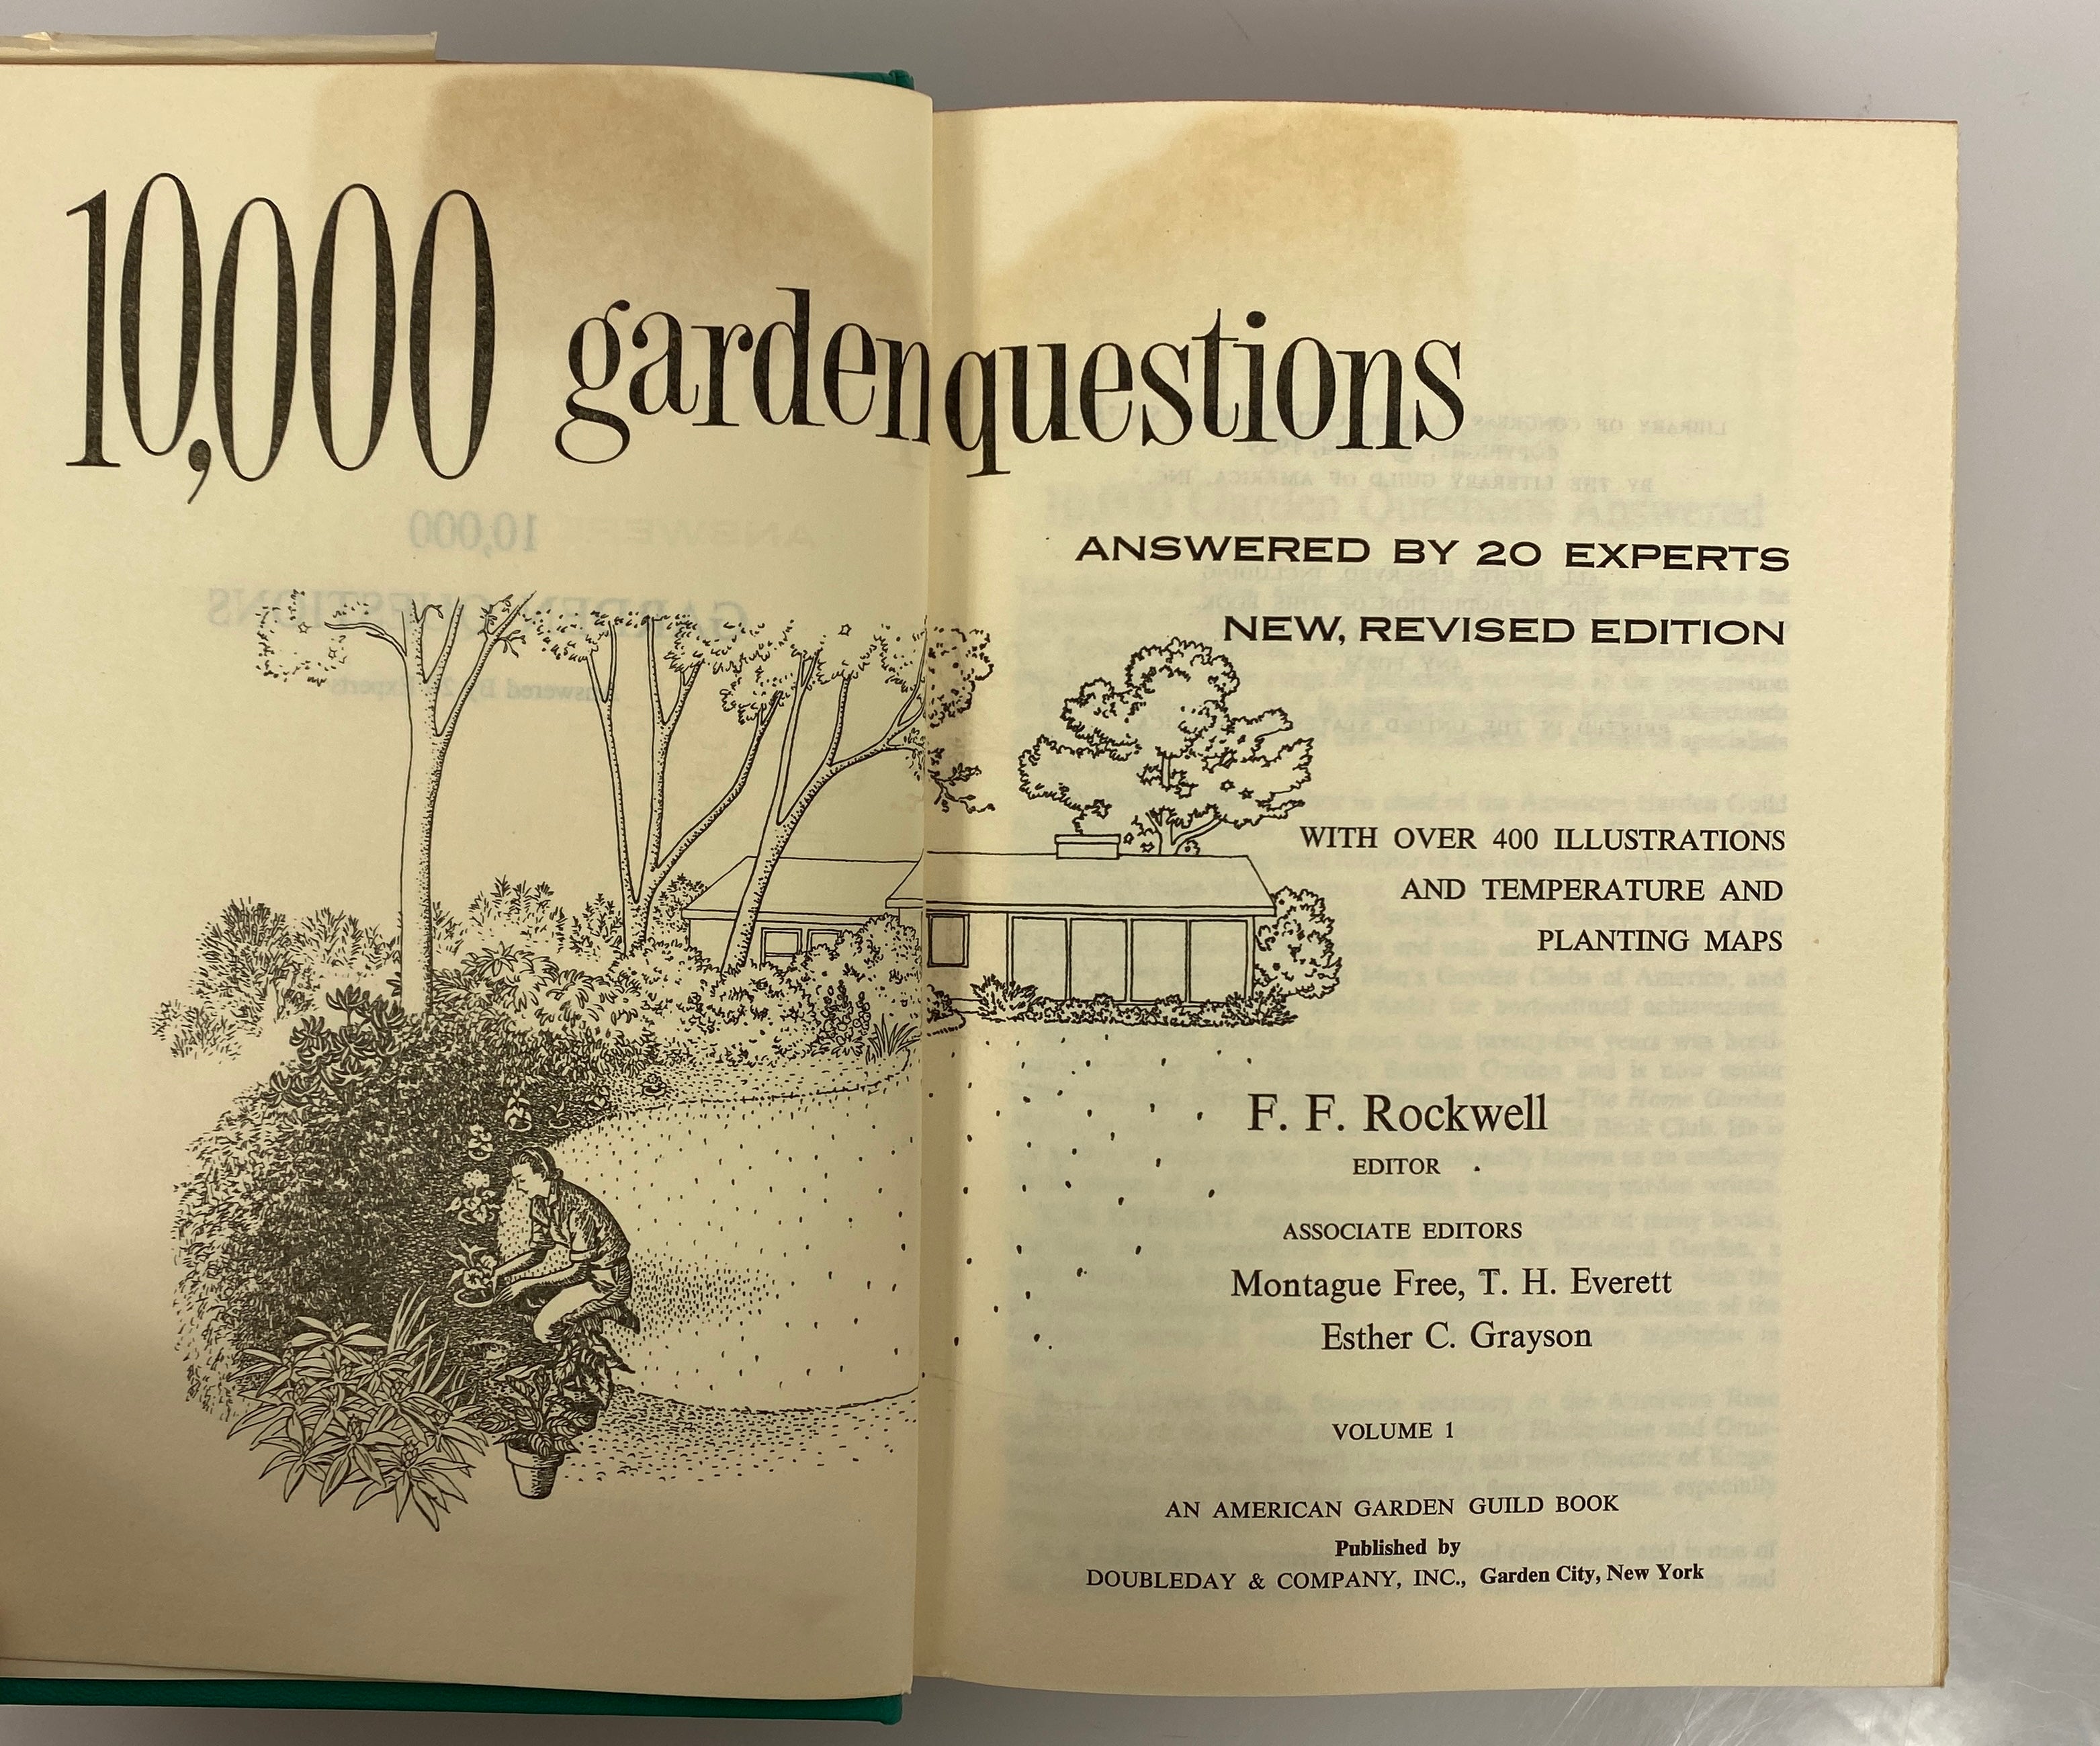 10,000 garden questions
ANSWERED BY 20 EXPERTS
NEW, REVISED EDITION
WITH OVER 400 ILLUSTRATIONS
AND TEMPERATURE AND
PLANTING MAPS
F. F. Rockwell
EDITOR
ASSOCIATE EDITORS
Montague Free, T. H. Everett
Esther C. Grayson
VOLUME 1
AN AMERICAN GARDEN GUILD BOOK
Published by
DOUBLEDAY & COMPANY, INC., Garden City, New York